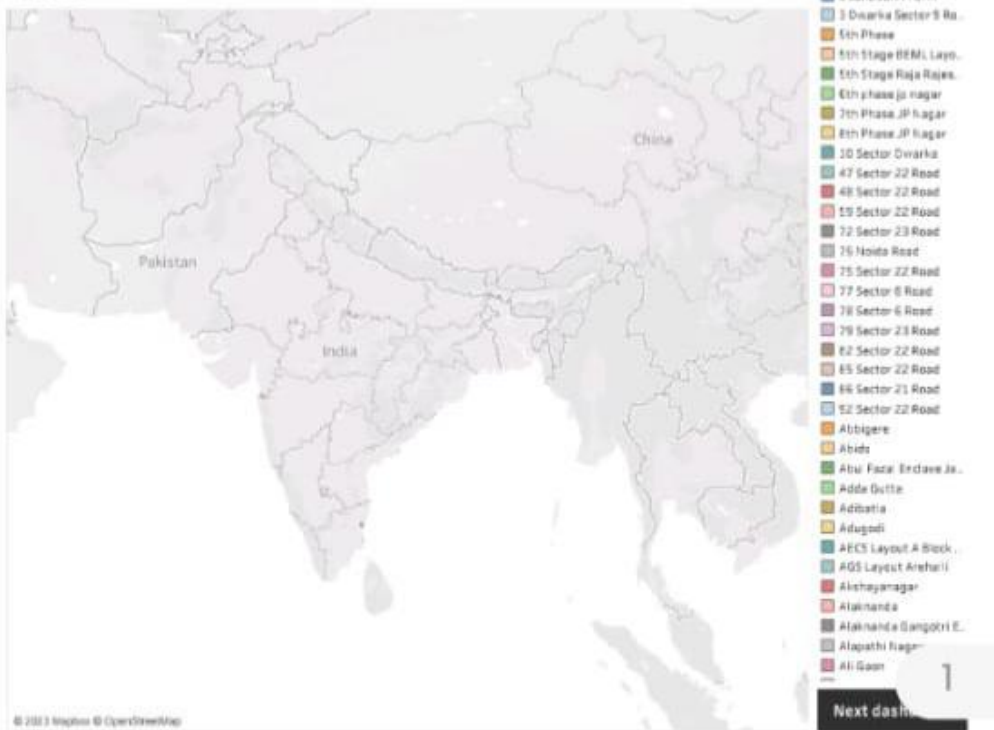 China
Pakistan
India
© 2023 Mapbox © OpenStreetMap
3 Dwarka Sector 9 Ro..
5th Phase
5th Stage BEML Layo..
5th Stage Raja Rajes..
6th phase jp nagar
7th Phase JP Nagar
8th Phase JP Nagar
10 Sector Dwarka
47 Sector 22 Road
48 Sector 22 Road
59 Sector 22 Road
72 Sector 23 Road
75 Noida Road
75 Sector 22 Road
77 Sector 6 Road
78 Sector 6 Road
79 Sector 23 Road
82 Sector 22 Road
85 Sector 22 Road
86 Sector 21 Road
92 Sector 22 Road
Abbigere
Abids
Abul Fazal Enclave Ja..
Adda Gutta
Adibatla
Adugodi
AECS Layout A Block ..
AGS Layout Arehalli
Akshayanagar
Alaknanda
Alaknanda Gangotri E..
Alapathi Nagar
Ali Gaon
1
Next dash